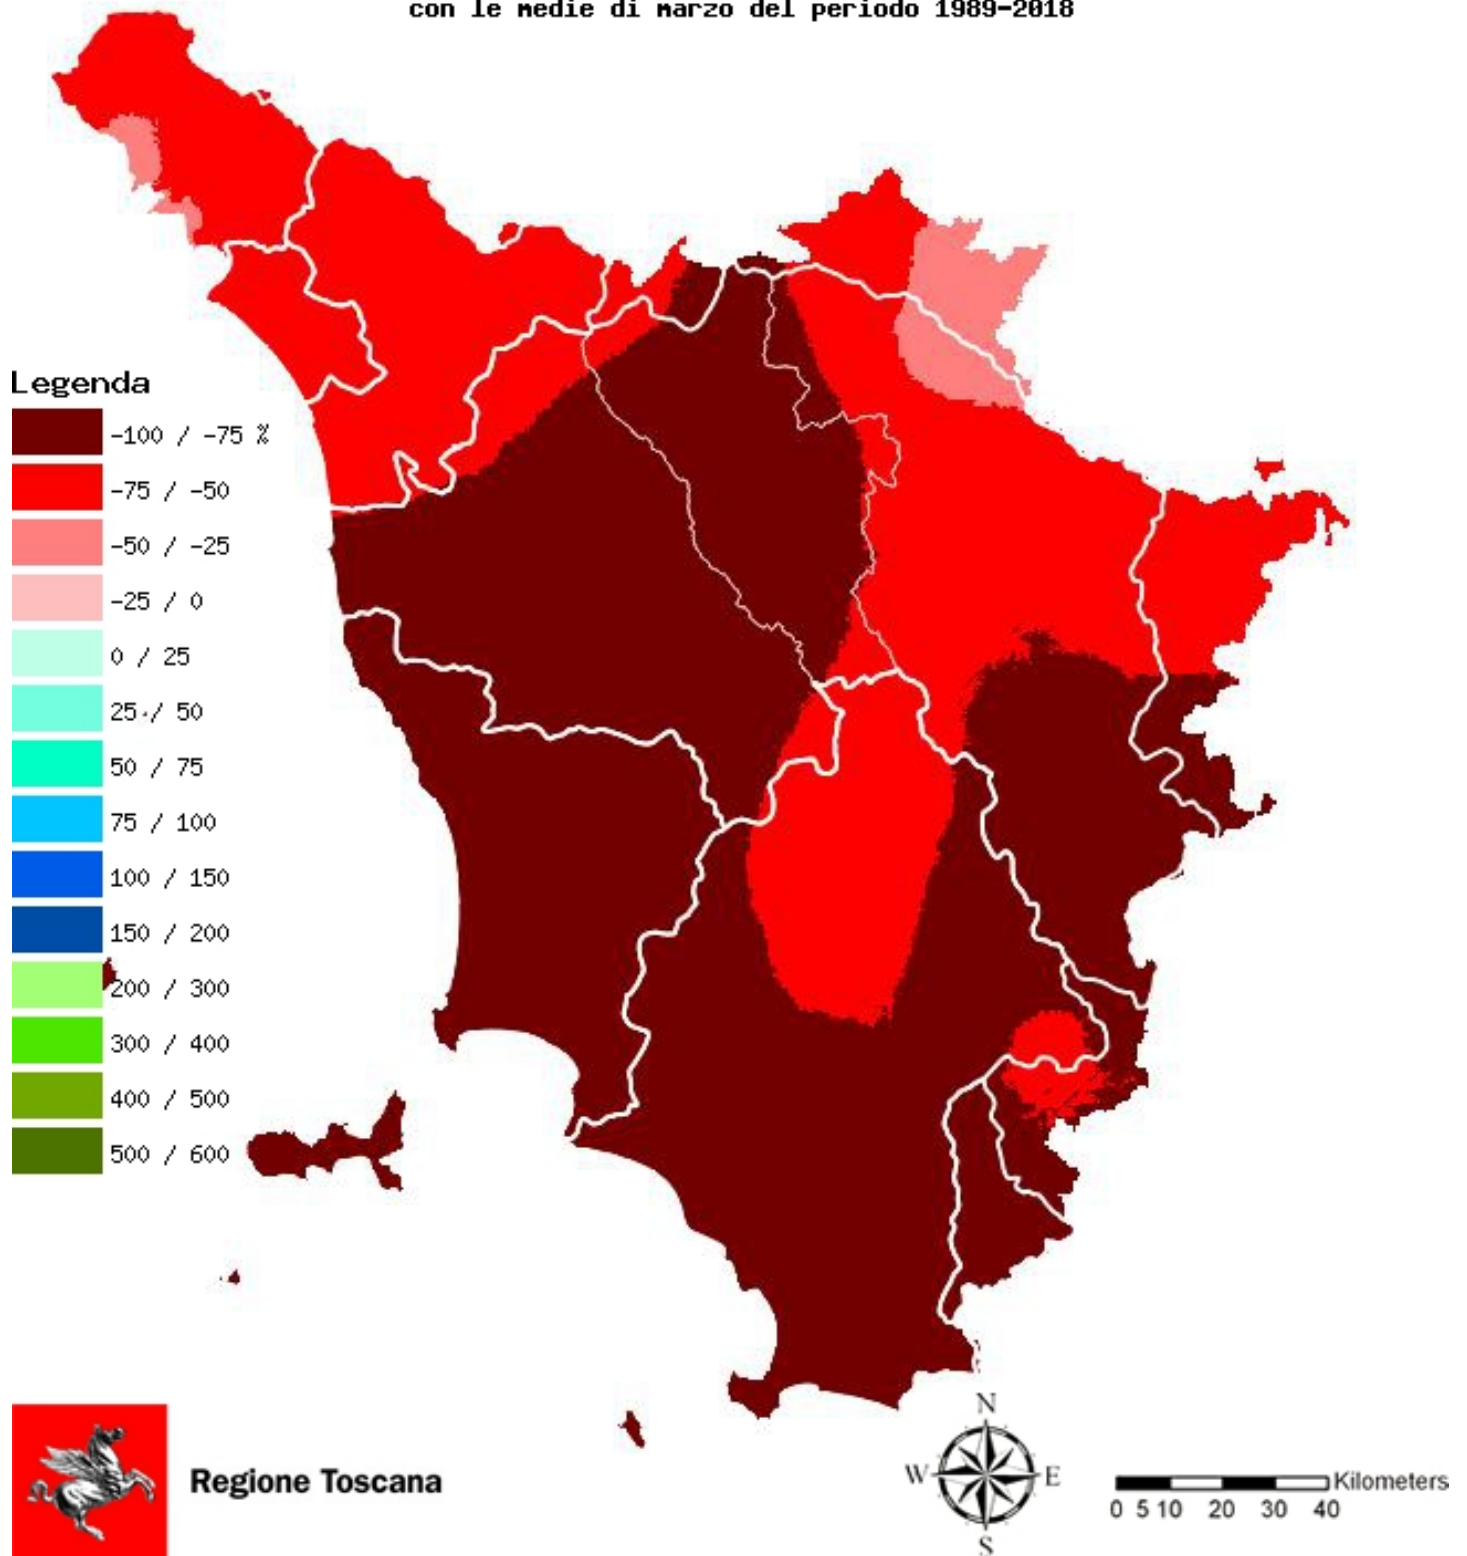 con le medie di marzo del periodo 1989-2018
Legenda
-100 / -75 %
-75 / -50
-50 / -25
-25 / 0
0 / 25
25 / 50
50 / 75
75 / 100
100 / 150
150 / 200
200 / 300
300 / 400
400 / 500
500 / 600
Regione Toscana
N
W E
S
Kilometers
0 5 10 20 30 40